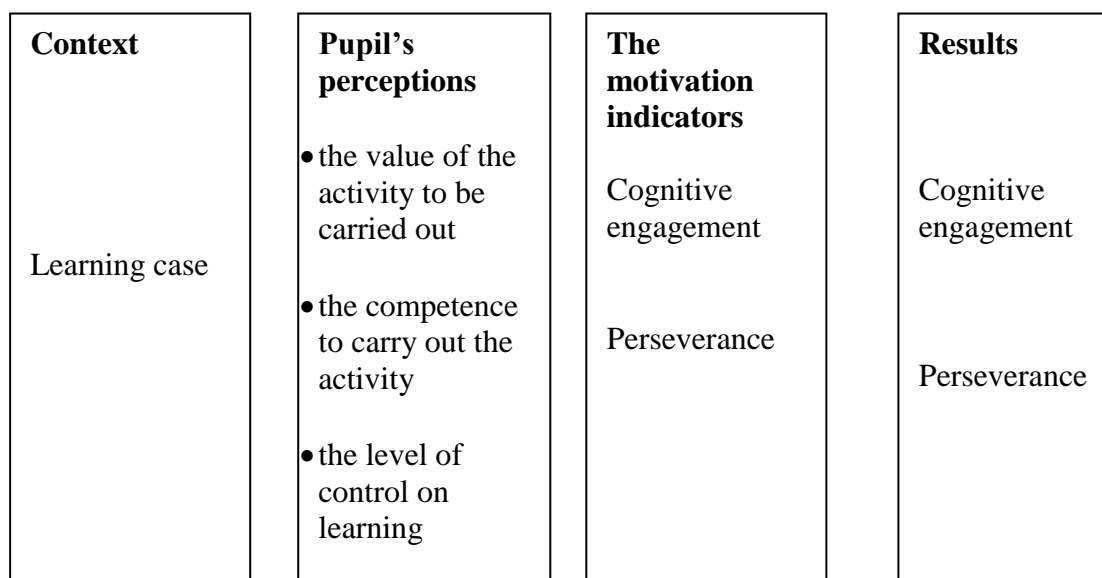 Context
Learning case
Pupil’s
perceptions
•the value of the
activity to be
carried out
•the competence
to carry out the
activity
•the level of
control on
learning
The
motivation
indicators
Cognitive
engagement
Perseverance
Results
Cognitive
engagement
Perseverance